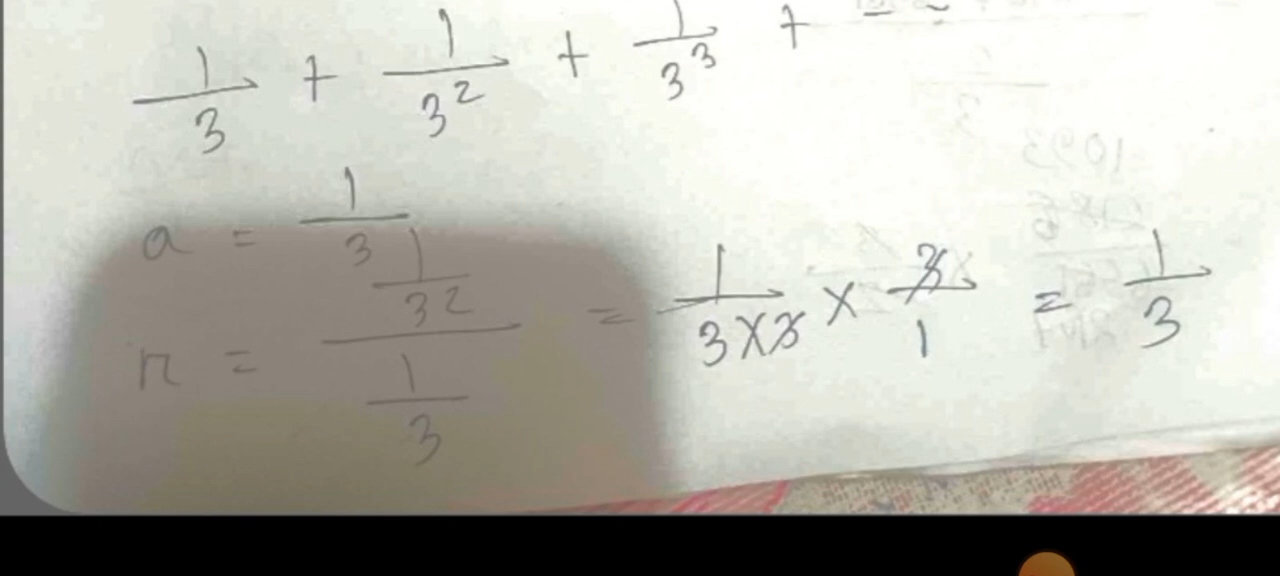 1/3 + 1/3² + 1/3³ + - -
a = 1/3
r = (1/3²)/(1/3) = 1/(3×3) × 3/1 = 1/3